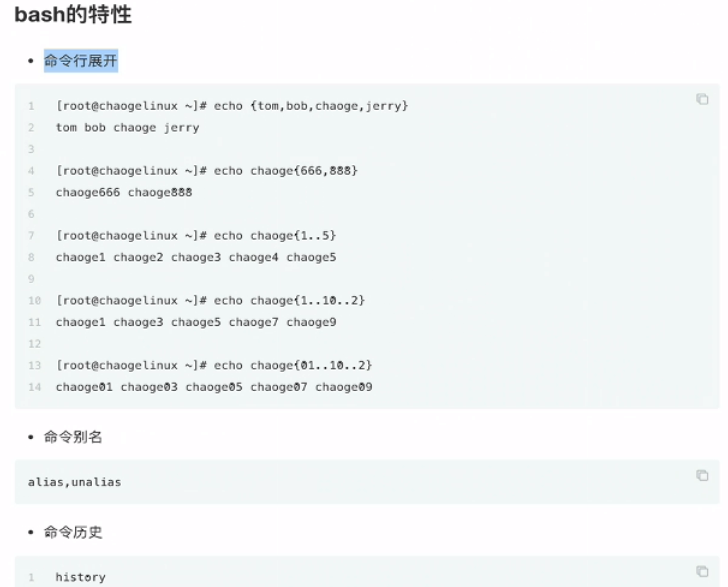 bash的特性
• 命令行展开
1 [root@chaogelinux ~]# echo {tom,bob,chaoge,jerry}
2 tom bob chaoge jerry
3
4 [root@chaogelinux ~]# echo chaoge{666,888}
5 chaoge666 chaoge888
6
7 [root@chaogelinux ~]# echo chaoge{1..5}
8 chaoge1 chaoge2 chaoge3 chaoge4 chaoge5
9
10 [root@chaogelinux ~]# echo chaoge{1..10..2}
11 chaoge1 chaoge3 chaoge5 chaoge7 chaoge9
12
13 [root@chaogelinux ~]# echo chaoge{01..10..2}
14 chaoge01 chaoge03 chaoge05 chaoge07 chaoge09
• 命令别名
alias,unalias
• 命令历史
1 history